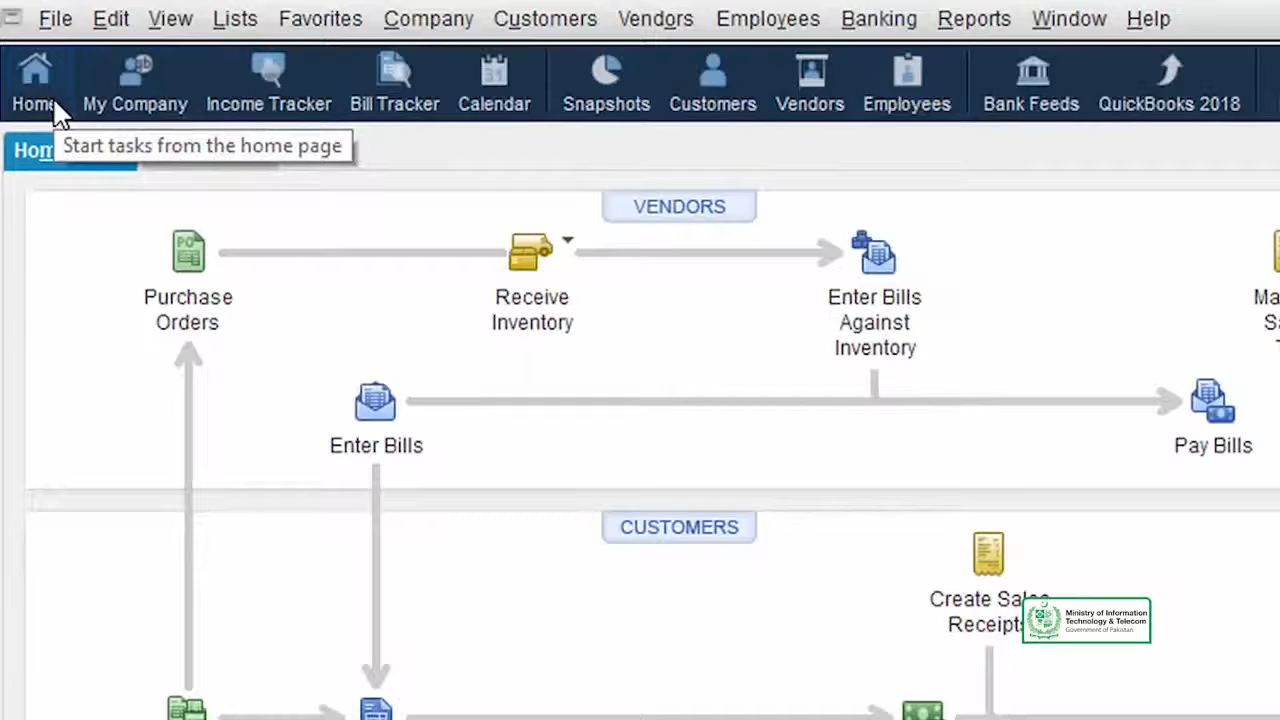 File Edit View Lists Favorites Company Customers Vendors Employees Banking Reports Window Help
Home My Company Income Tracker Bill Tracker Calendar Snapshots Customers Vendors Employees Bank Feeds QuickBooks 2018
Start tasks from the home page
VENDORS
Purchase
Orders
Receive
Inventory
Enter Bills
Against
Inventory
Enter Bills
Pay Bills
CUSTOMERS
Create Sales
Receipts
Ministry of Information
Technology & Telecom
Government of Pakistan